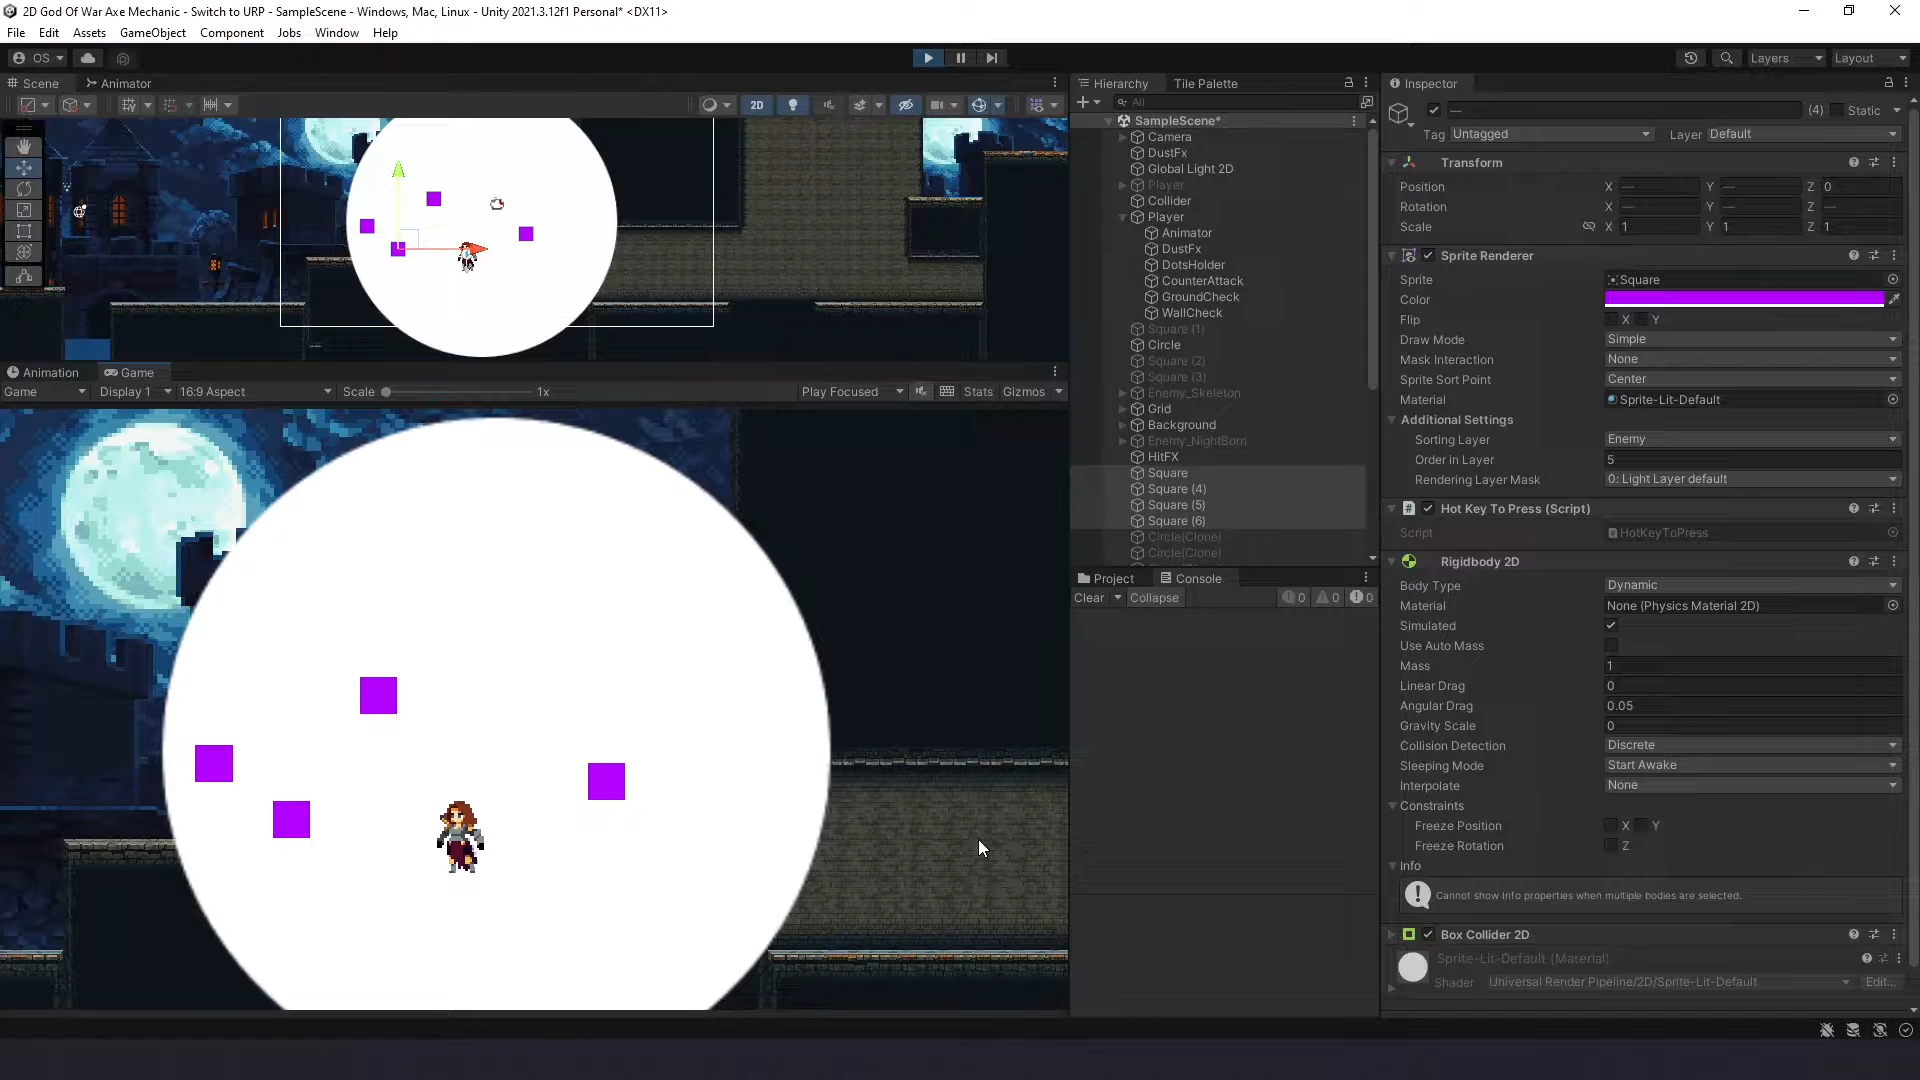 2D God Of War Axe Mechanic - Switch to URP - SampleScene - Windows, Mac, Linux - Unity 2021.3.12f1 Personal* <DX11>
File Edit Assets GameObject Component Jobs Window Help
OS Layers Layout
Scene Animator
2D
Animation Game
Game Display 1 16:9 Aspect Scale 1x Play Focused Stats Gizmos
Hierarchy Tile Palette
All
SampleScene*
Camera
DustFx
Global Light 2D
Player
Collider
Player
Animator
DustFx
DotsHolder
CounterAttack
GroundCheck
WallCheck
Square (1)
Circle
Square (2)
Square (3)
Enemy_Skeleton
Grid
Background
Enemy_NightBorn
HitFX
Square
Square (4)
Square (5)
Square (6)
Circle(Clone)
Circle(Clone)
Project Console
Clear Collapse 0 0 0
Inspector
— (4) Static
Tag Untagged Layer Default
Transform
Position X — Y — Z 0
Rotation X — Y — Z —
Scale X 1 Y 1 Z 1
Sprite Renderer
Sprite Square
Color
Flip X Y
Draw Mode Simple
Mask Interaction None
Sprite Sort Point Center
Material Sprite-Lit-Default
Additional Settings
Sorting Layer Enemy
Order in Layer 5
Rendering Layer Mask 0: Light Layer default
Hot Key To Press (Script)
Script HotKeyToPress
Rigidbody 2D
Body Type Dynamic
Material None (Physics Material 2D)
Simulated
Use Auto Mass
Mass 1
Linear Drag 0
Angular Drag 0.05
Gravity Scale 0
Collision Detection Discrete
Sleeping Mode Start Awake
Interpolate None
Constraints
Freeze Position X Y
Freeze Rotation Z
Info
Cannot show Info properties when multiple bodies are selected.
Box Collider 2D
Sprite-Lit-Default (Material)
Shader Universal Render Pipeline/2D/Sprite-Lit-Default Edit...